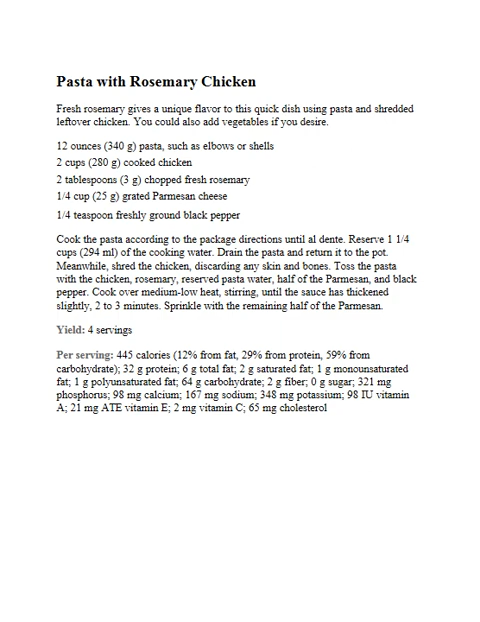 Pasta with Rosemary Chicken
Fresh rosemary gives a unique flavor to this quick dish using pasta and shredded
leftover chicken. You could also add vegetables if you desire.
12 ounces (340 g) pasta, such as elbows or shells
2 cups (280 g) cooked chicken
2 tablespoons (3 g) chopped fresh rosemary
1/4 cup (25 g) grated Parmesan cheese
1/4 teaspoon freshly ground black pepper
Cook the pasta according to the package directions until al dente. Reserve 1 1/4
cups (294 ml) of the cooking water. Drain the pasta and return it to the pot.
Meanwhile, shred the chicken, discarding any skin and bones. Toss the pasta
with the chicken, rosemary, reserved pasta water, half of the Parmesan, and black
pepper. Cook over medium-low heat, stirring, until the sauce has thickened
slightly, 2 to 3 minutes. Sprinkle with the remaining half of the Parmesan.
Yield: 4 servings
Per serving: 445 calories (12% from fat, 29% from protein, 59% from
carbohydrate); 32 g protein; 6 g total fat; 2 g saturated fat; 1 g monounsaturated
fat; 1 g polyunsaturated fat; 64 g carbohydrate; 2 g fiber; 0 g sugar; 321 mg
phosphorus; 98 mg calcium; 167 mg sodium; 348 mg potassium; 98 IU vitamin
A; 21 mg ATE vitamin E; 2 mg vitamin C; 65 mg cholesterol